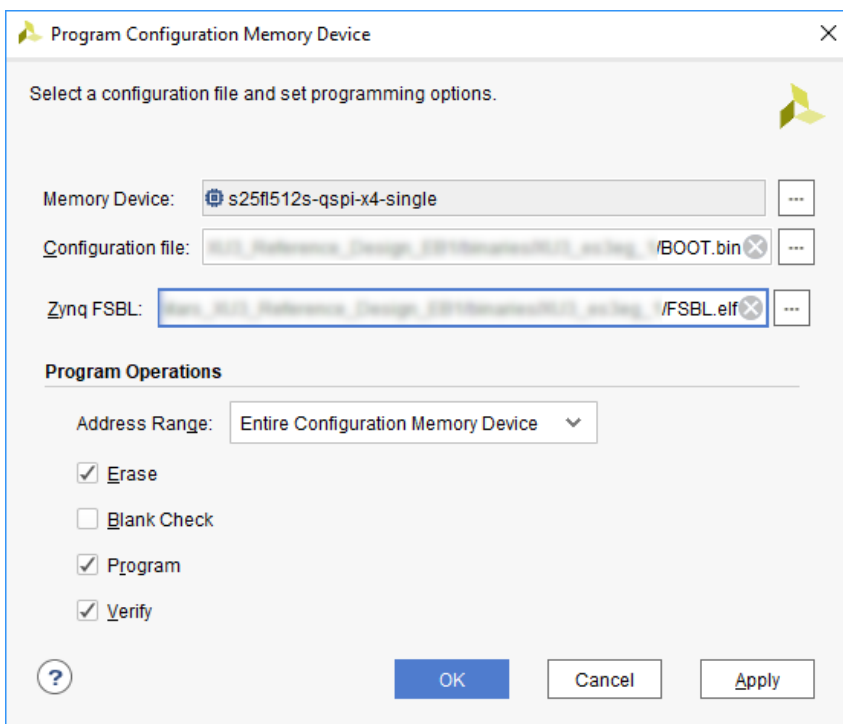 Program Configuration Memory Device
Select a configuration file and set programming options.
Memory Device: s25fl512s-qspi-x4-single ...
Configuration file: /BOOT.bin ...
Zynq FSBL: /FSBL.elf ...
Program Operations
Address Range: Entire Configuration Memory Device
Erase
Blank Check
Program
Verify
? OK Cancel Apply